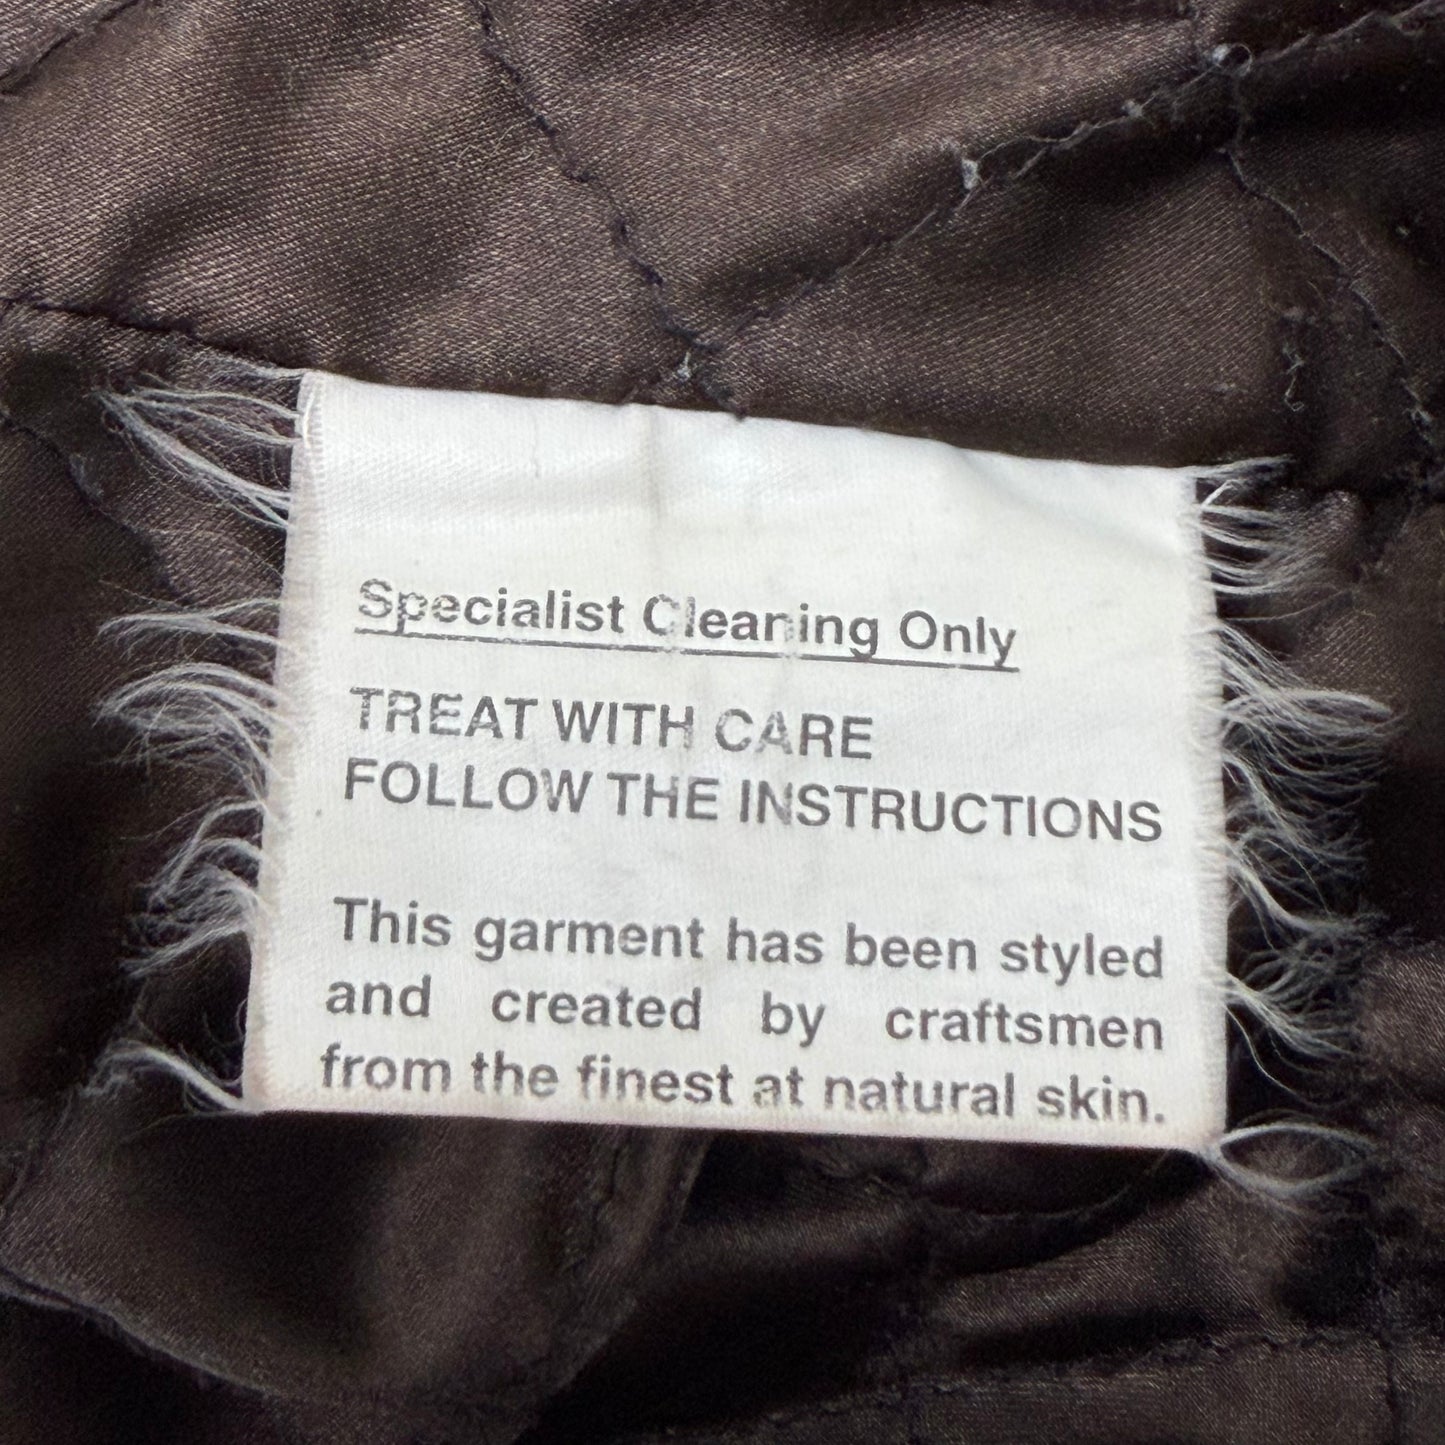 Specialist Cleaning Only
TREAT WITH CARE
FOLLOW THE INSTRUCTIONS
This garment has been styled
and created by craftsmen
from the finest at natural skin.